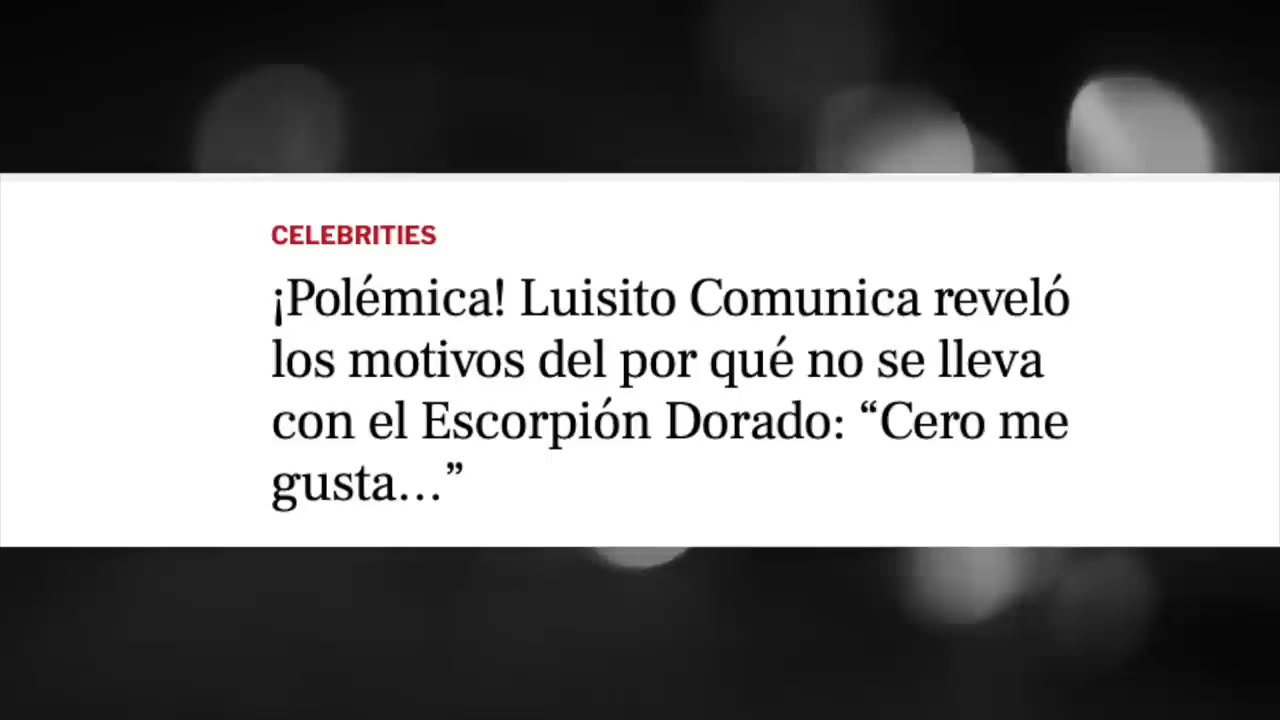 CELEBRITIES
¡Polémica! Luisito Comunica reveló
los motivos del por qué no se lleva
con el Escorpión Dorado: “Cero me
gusta…”